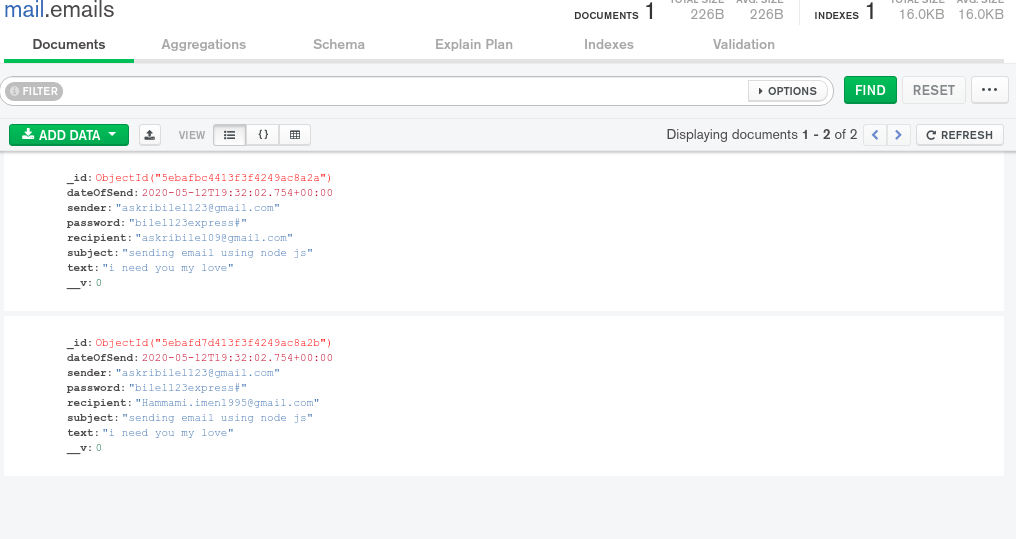 mail.emails
DOCUMENTS 1 TOTAL SIZE 226B AVG. SIZE 226B INDEXES 1 TOTAL SIZE 16.0KB AVG. SIZE 16.0KB
Documents Aggregations Schema Explain Plan Indexes Validation
FILTER OPTIONS FIND RESET ...
ADD DATA VIEW {} Displaying documents 1 - 2 of 2 < > REFRESH
_id: ObjectId("5ebafbc4413f3f4249ac8a2a")
dateOfSend: 2020-05-12T19:32:02.754+00:00
sender: "askribile1123@gmail.com"
password: "bile1123express#"
recipient: "askribile109@gmail.com"
subject: "sending email using node js"
text: "i need you my love"
__v: 0
_id: ObjectId("5ebafd7d413f3f4249ac8a2b")
dateOfSend: 2020-05-12T19:32:02.754+00:00
sender: "askribile1123@gmail.com"
password: "bile1123express#"
recipient: "Hammami.imen1995@gmail.com"
subject: "sending email using node js"
text: "i need you my love"
__v: 0